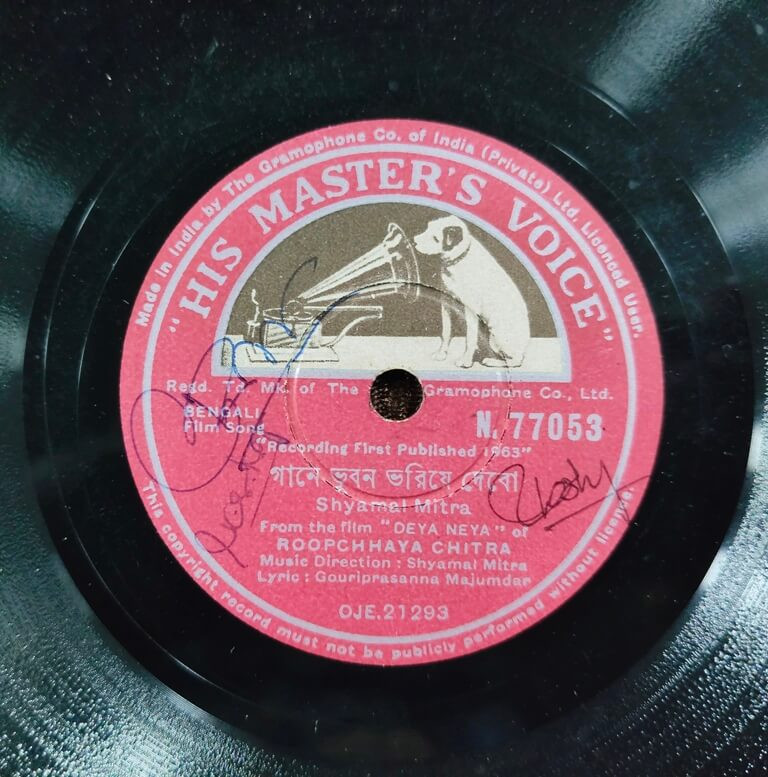 Made in India by The Gramophone Co. of India (Private) Ltd. Licenced User.
"HIS MASTER'S VOICE"
Regd. Td. Mk. of The Gramophone Co., Ltd.
BENGALI
Film Song
N. 77053
"Recording First Published 1963"
গানে ভুবন ভরিযে দেবো
Shyamal Mitra
From the film "DEYA NEYA" of
ROOPCHHAYA CHITRA
Music Direction : Shyamal Mitra
Lyric : Gouriprasanna Majumdar
OJE.21293
This copyright record must not be publicly performed without license.